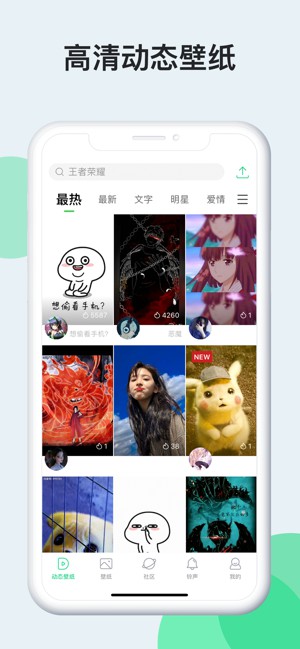 高清动态壁纸
王者荣耀
最热 最新 文字 明星 爱情
想偷看手机?
5687 4260 1
想偷看手机? 恶魔
NEW
1 38 1
动态壁纸 壁纸 社区 铃声 我的